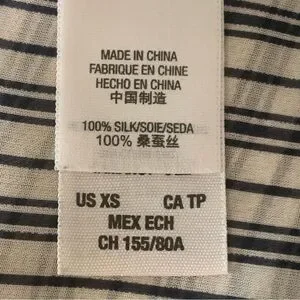 MADE IN CHINA
FABRIQUE EN CHINE
HECHO EN CHINA
中国制造
100% SILK/SOIE/SEDA
100% 桑蚕丝
US XS CA TP
MEX ECH
CH 155/80A